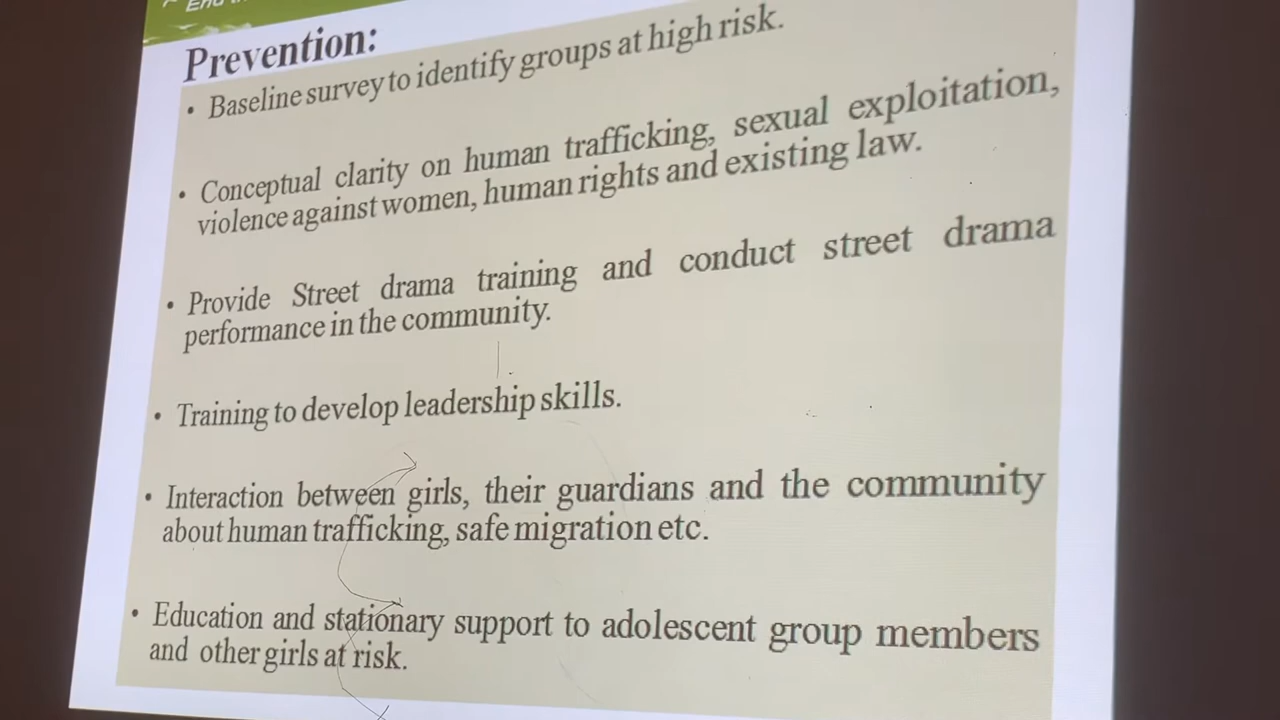 Prevention:
• Baseline survey to identify groups at high risk.
• Conceptual clarity on human trafficking, sexual exploitation,
violence against women, human rights and existing law.
• Provide Street drama training and conduct street drama
performance in the community.
• Training to develop leadership skills.
• Interaction between girls, their guardians and the community
about human trafficking, safe migration etc.
• Education and stationary support to adolescent group members
and other girls at risk.